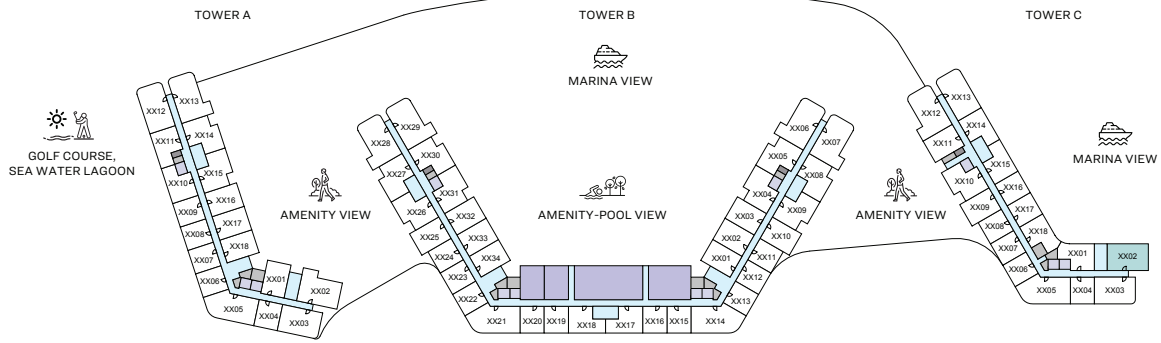 TOWER A
TOWER B
TOWER C
MARINA VIEW
GOLF COURSE,
SEA WATER LAGOON
AMENITY VIEW
AMENITY-POOL VIEW
AMENITY VIEW
MARINA VIEW
XX12
XX13
XX11
XX14
XX10
XX15
XX09
XX16
XX08
XX17
XX07
XX18
XX06
XX01
XX02
XX05
XX04
XX03
XX28
XX29
XX27
XX30
XX31
XX26
XX32
XX25
XX33
XX24
XX34
XX23
XX22
XX21
XX20
XX19
XX18
XX17
XX16
XX15
XX14
XX13
XX12
XX01
XX11
XX02
XX10
XX03
XX09
XX04
XX08
XX05
XX07
XX06
XX12
XX13
XX11
XX14
XX10
XX15
XX09
XX16
XX08
XX17
XX07
XX18
XX06
XX01
XX02
XX05
XX04
XX03